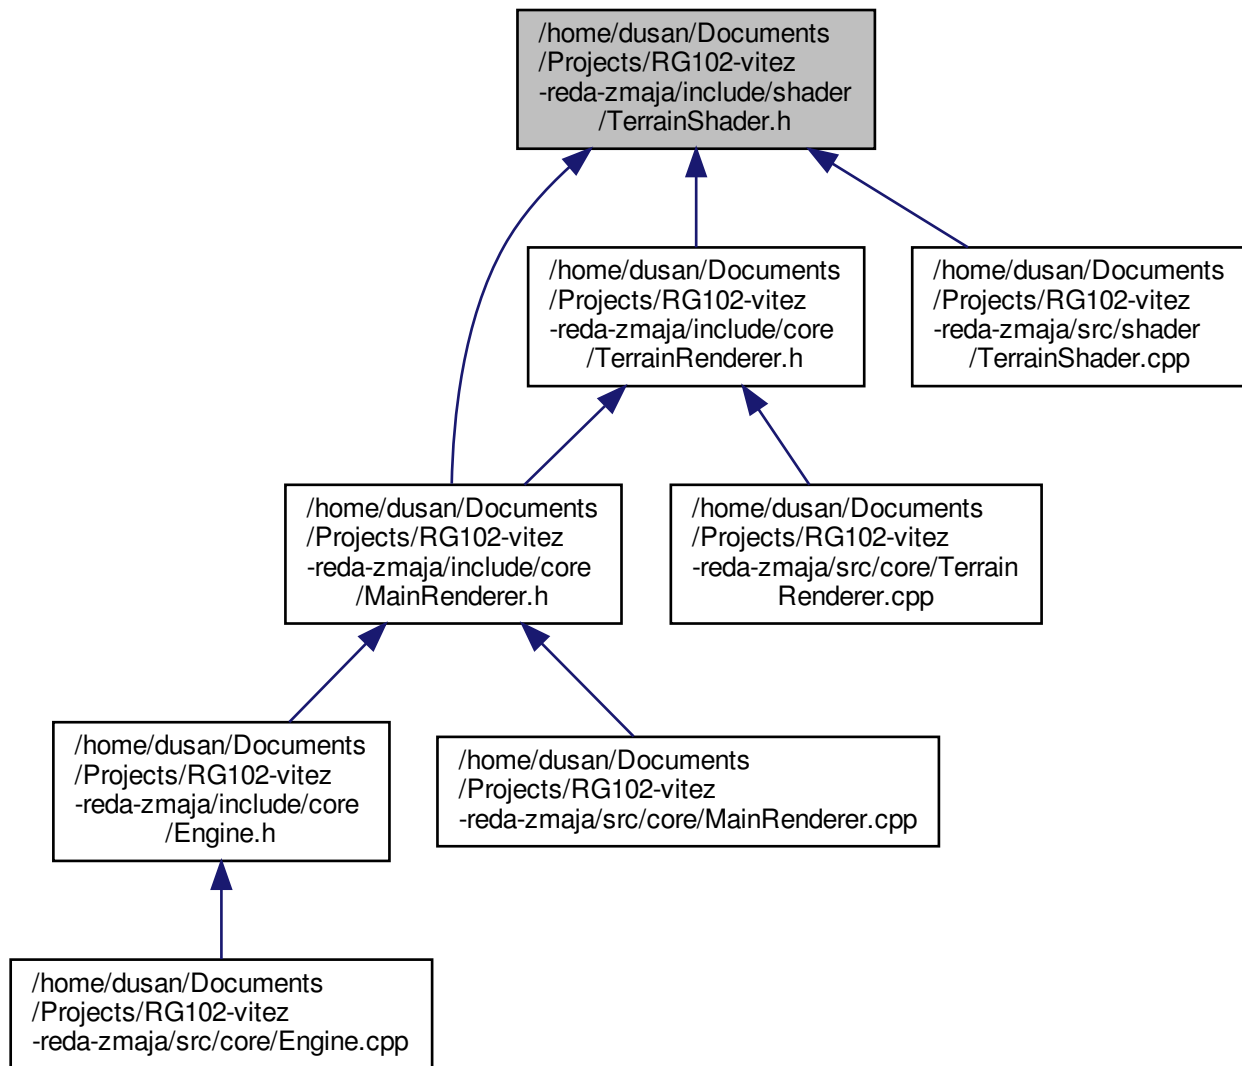 /home/dusan/Documents
/Projects/RG102-vitez
-reda-zmaja/include/shader
/TerrainShader.h
/home/dusan/Documents
/Projects/RG102-vitez
-reda-zmaja/include/core
/TerrainRenderer.h
/home/dusan/Documents
/Projects/RG102-vitez
-reda-zmaja/src/shader
/TerrainShader.cpp
/home/dusan/Documents
/Projects/RG102-vitez
-reda-zmaja/include/core
/MainRenderer.h
/home/dusan/Documents
/Projects/RG102-vitez
-reda-zmaja/src/core/Terrain
Renderer.cpp
/home/dusan/Documents
/Projects/RG102-vitez
-reda-zmaja/include/core
/Engine.h
/home/dusan/Documents
/Projects/RG102-vitez
-reda-zmaja/src/core/MainRenderer.cpp
/home/dusan/Documents
/Projects/RG102-vitez
-reda-zmaja/src/core/Engine.cpp